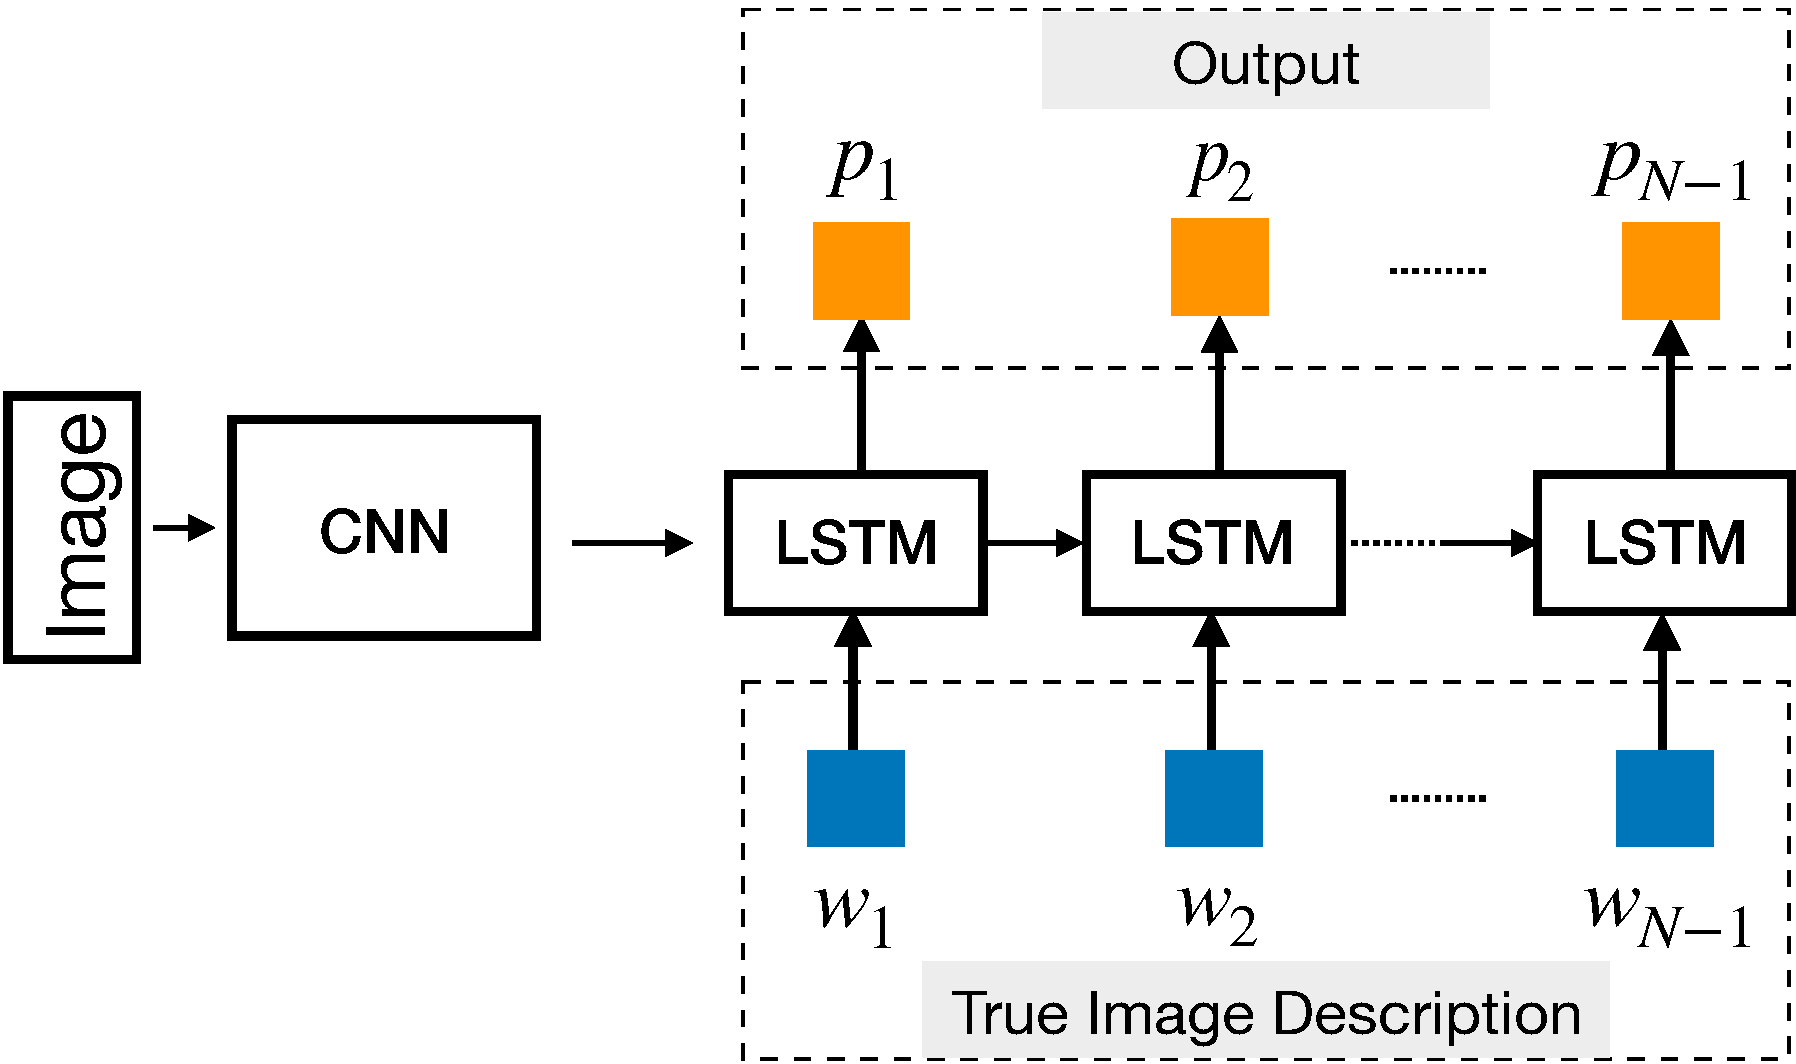 Output
p1 p2 pN−1
Image
CNN
LSTM LSTM LSTM
w1 w2 wN−1
True Image Description